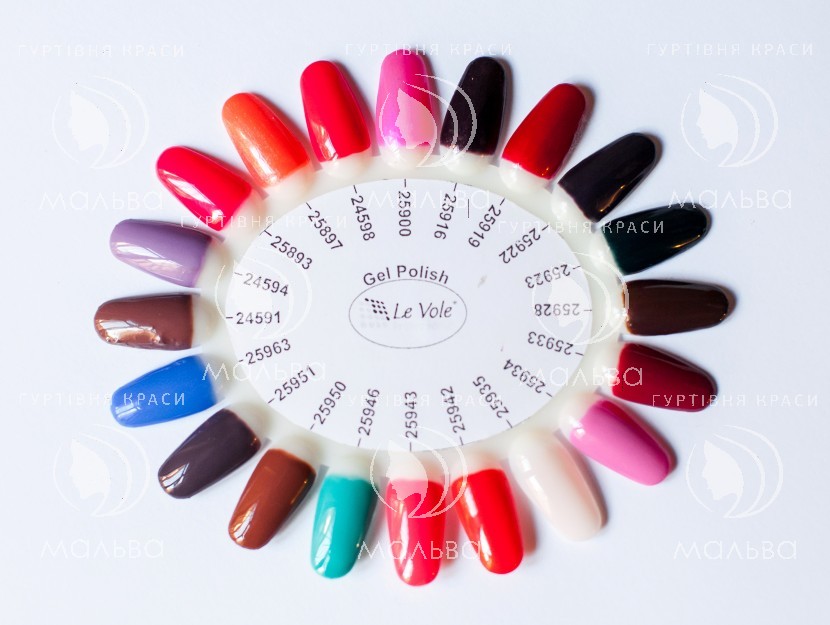 ГУРТІВНЯ КРАСИ
ГУРТІВНЯ КРАСИ
ГУРТІВНЯ КРАСИ
мальва
мальва
ГУРТІВНЯ КРАСИ
ГУРТІВНЯ КРАСИ
24591
24594
25893
25897
24598
25900
25916
25919
25922
25923
25928
25933
25934
25935
25942
25943
25946
25950
25951
25963
Gel Polish
Le Vole
мальва
мальва
ГУРТІВНЯ КРАСИ
ГУРТІВНЯ КРАСИ
ГУРТІВНЯ КРАСИ
мальва
мальва
мальва